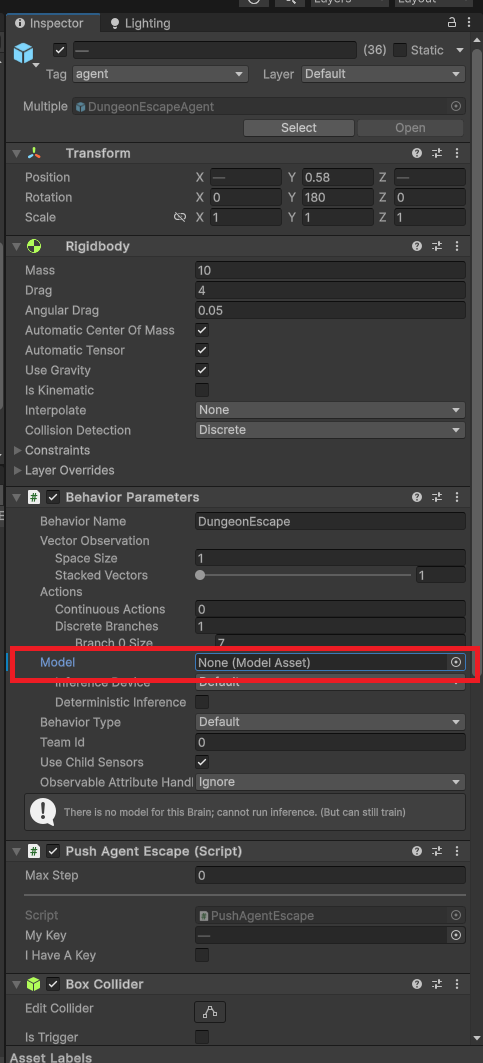 Layers Layout
Inspector Lighting
— (36) Static
Tag agent Layer Default
Multiple DungeonEscapeAgent
Select Open
Transform
Position X — Y 0.58 Z —
Rotation X 0 Y 180 Z 0
Scale X 1 Y 1 Z 1
Rigidbody
Mass 10
Drag 4
Angular Drag 0.05
Automatic Center Of Mass
Automatic Tensor
Use Gravity
Is Kinematic
Interpolate None
Collision Detection Discrete
Constraints
Layer Overrides
# Behavior Parameters
Behavior Name DungeonEscape
Vector Observation
Space Size 1
Stacked Vectors 1
Actions
Continuous Actions 0
Discrete Branches 1
Branch 0 Size 7
Model None (Model Asset)
Inference Device Default
Deterministic Inference
Behavior Type Default
Team Id 0
Use Child Sensors
Observable Attribute Handl Ignore
There is no model for this Brain; cannot run inference. (But can still train)
# Push Agent Escape (Script)
Max Step 0
Script # PushAgentEscape
My Key —
I Have A Key
Box Collider
Edit Collider
Is Trigger
Asset Labels